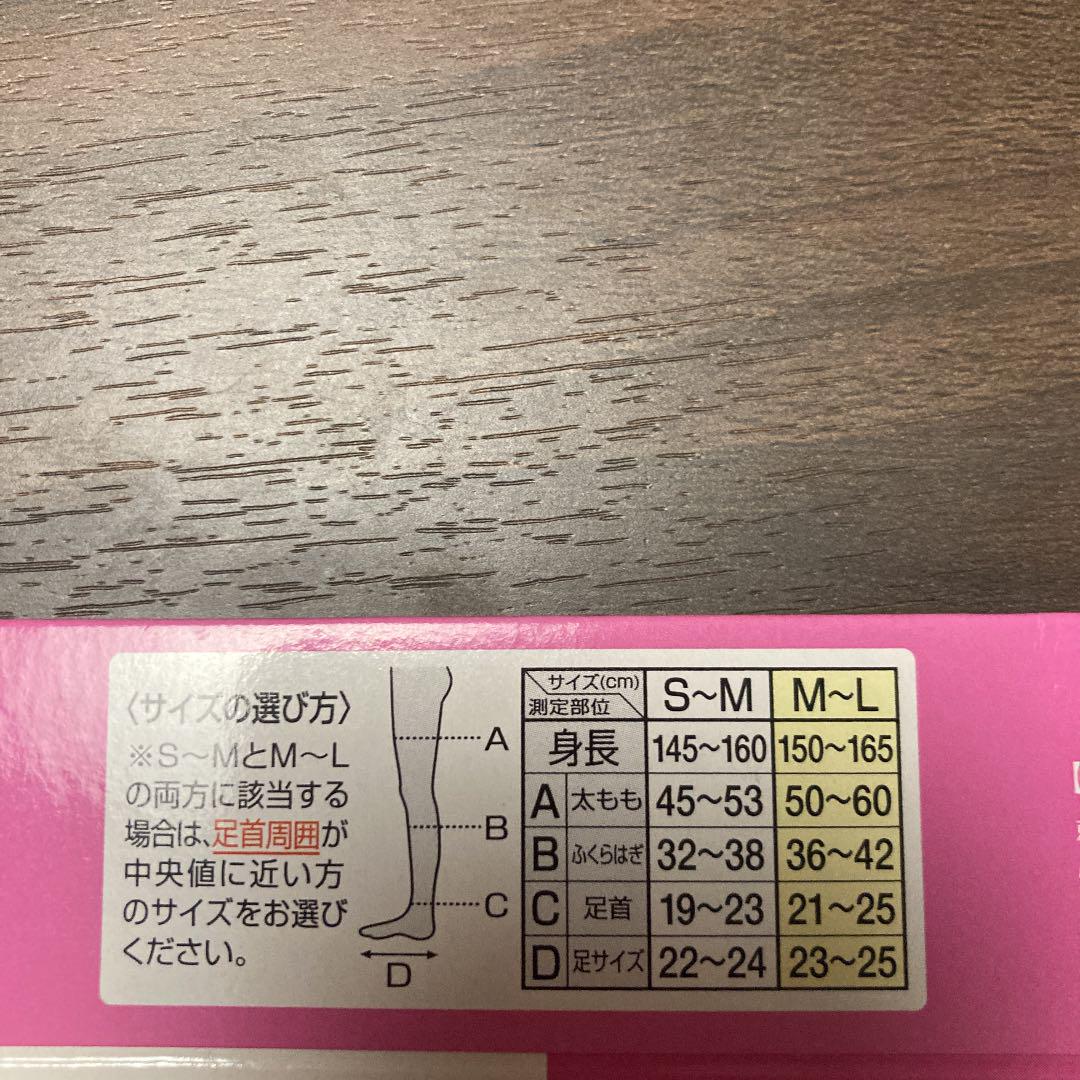 〈サイズの選び方〉
※S～MとM～L
の両方に該当する
場合は、足首周囲が
中央値に近い方
のサイズをお選び
ください。
A
B
C
D
サイズ(cm) S～M M～L
測定部位
身長 145～160 150～165
A 太もも 45～53 50～60
B ふくらはぎ 32～38 36～42
C 足首 19～23 21～25
D 足サイズ 22～24 23～25